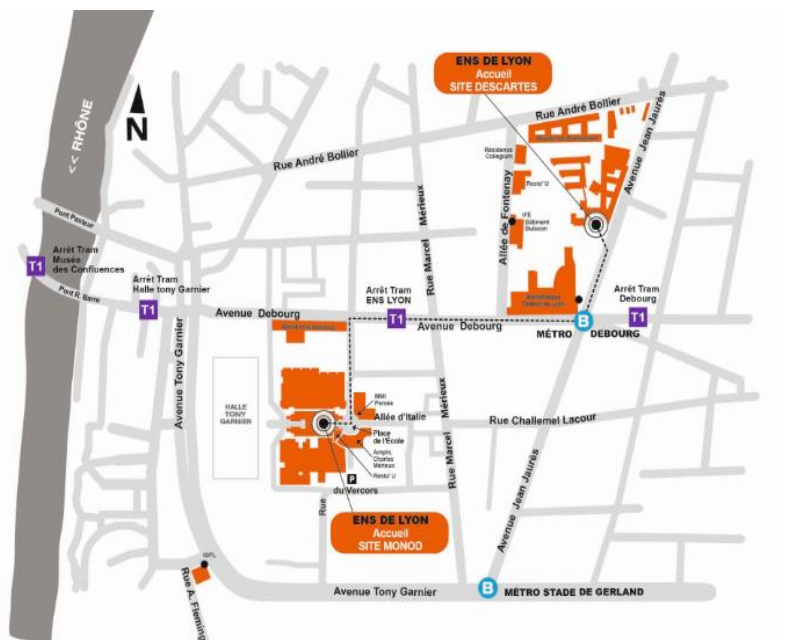 ENS DE LYON
Accueil
SITE DESCARTES
<< RHÔNE
N
Rue André Bollier
Rue André Bollier
Avenue Jean Jaurès
Résidence
Collegium
Resto' U
Allée de Fontenay
IFÉ
Bâtiment
Buisson
Pont Pasteur
Rue Marcel Mérieux
Arrêt Tram
Musée
des Confluences
T1
Pont R. Barre
Arrêt Tram
Halle tony Garnier
T1
Arrêt Tram
ENS LYON
T1
Arrêt Tram
Debourg
T1
Avenue Debourg
Avenue Debourg
MÉTRO B DEBOURG
Avenue Tony Garnier
HALLE
TONY
GARNIER
MMI
Allée d'Italie
Place
de l'École
Amphi.
Charles
Mérieux
Resto' U
P
du Vercors
Rue
Rue Marcel Mérieux
Rue Challemel Lacour
Avenue Jean Jaurès
ENS DE LYON
Accueil
SITE MONOD
IGFL
Rue A. Fleming
Avenue Tony Garnier
B
MÉTRO STADE DE GERLAND